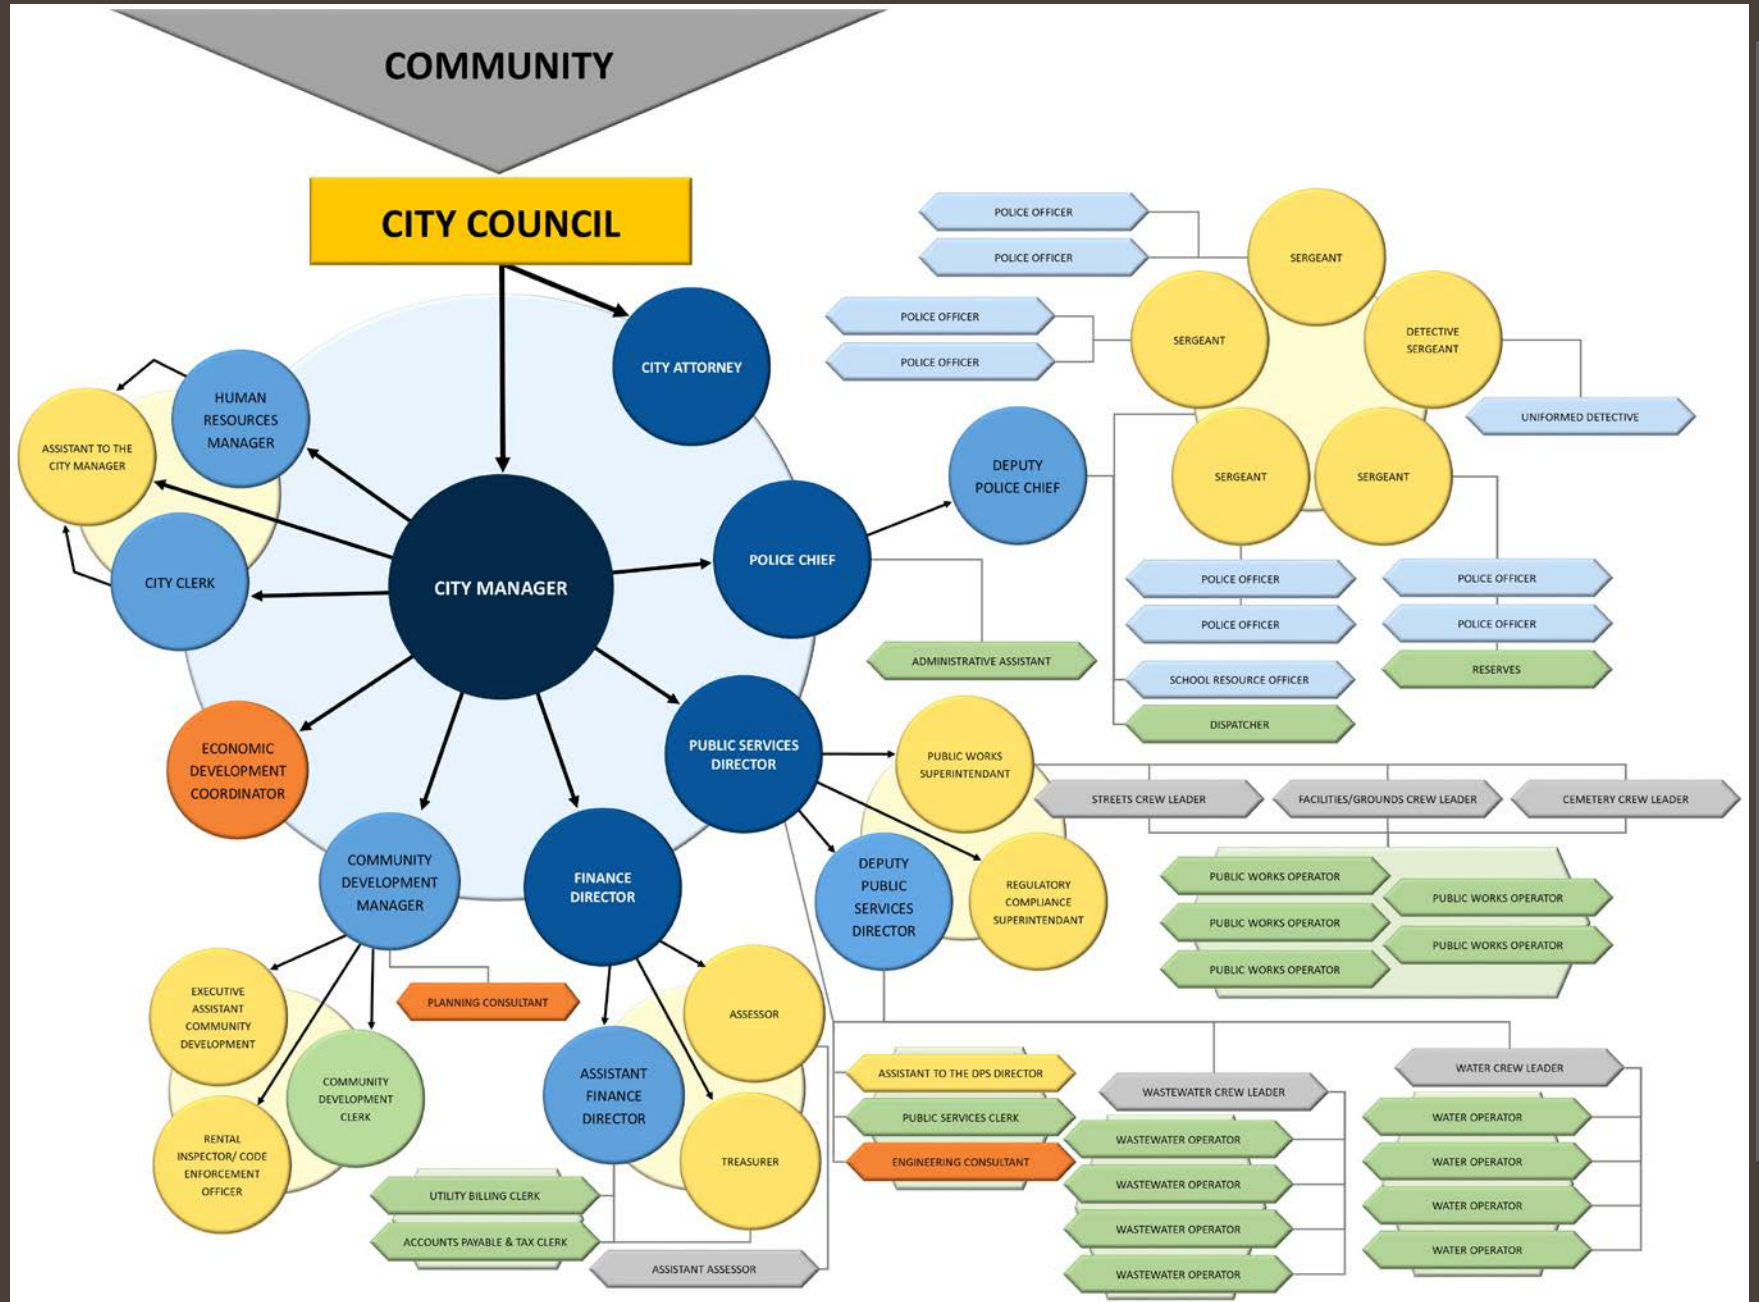 COMMUNITY
CITY COUNCIL
CITY ATTORNEY
HUMAN
RESOURCES
MANAGER
ASSISTANT TO THE
CITY MANAGER
CITY CLERK
CITY MANAGER
POLICE CHIEF
DEPUTY
POLICE CHIEF
ADMINISTRATIVE ASSISTANT
POLICE OFFICER
POLICE OFFICER
SERGEANT
POLICE OFFICER
POLICE OFFICER
SERGEANT
DETECTIVE
SERGEANT
UNIFORMED DETECTIVE
SERGEANT
SERGEANT
POLICE OFFICER
POLICE OFFICER
SCHOOL RESOURCE OFFICER
DISPATCHER
POLICE OFFICER
POLICE OFFICER
RESERVES
ECONOMIC
DEVELOPMENT
COORDINATOR
COMMUNITY
DEVELOPMENT
MANAGER
FINANCE
DIRECTOR
PUBLIC SERVICES
DIRECTOR
PUBLIC WORKS
SUPERINTENDANT
DEPUTY
PUBLIC
SERVICES
DIRECTOR
REGULATORY
COMPLIANCE
SUPERINTENDANT
STREETS CREW LEADER
FACILITIES/GROUNDS CREW LEADER
CEMETERY CREW LEADER
PUBLIC WORKS OPERATOR
PUBLIC WORKS OPERATOR
PUBLIC WORKS OPERATOR
PUBLIC WORKS OPERATOR
PUBLIC WORKS OPERATOR
EXECUTIVE
ASSISTANT
COMMUNITY
DEVELOPMENT
PLANNING CONSULTANT
COMMUNITY
DEVELOPMENT
CLERK
RENTAL
INSPECTOR/ CODE
ENFORCEMENT
OFFICER
ASSESSOR
ASSISTANT
FINANCE
DIRECTOR
TREASURER
UTILITY BILLING CLERK
ACCOUNTS PAYABLE & TAX CLERK
ASSISTANT ASSESSOR
ASSISTANT TO THE DPS DIRECTOR
PUBLIC SERVICES CLERK
ENGINEERING CONSULTANT
WASTEWATER CREW LEADER
WASTEWATER OPERATOR
WASTEWATER OPERATOR
WASTEWATER OPERATOR
WASTEWATER OPERATOR
WATER CREW LEADER
WATER OPERATOR
WATER OPERATOR
WATER OPERATOR
WATER OPERATOR